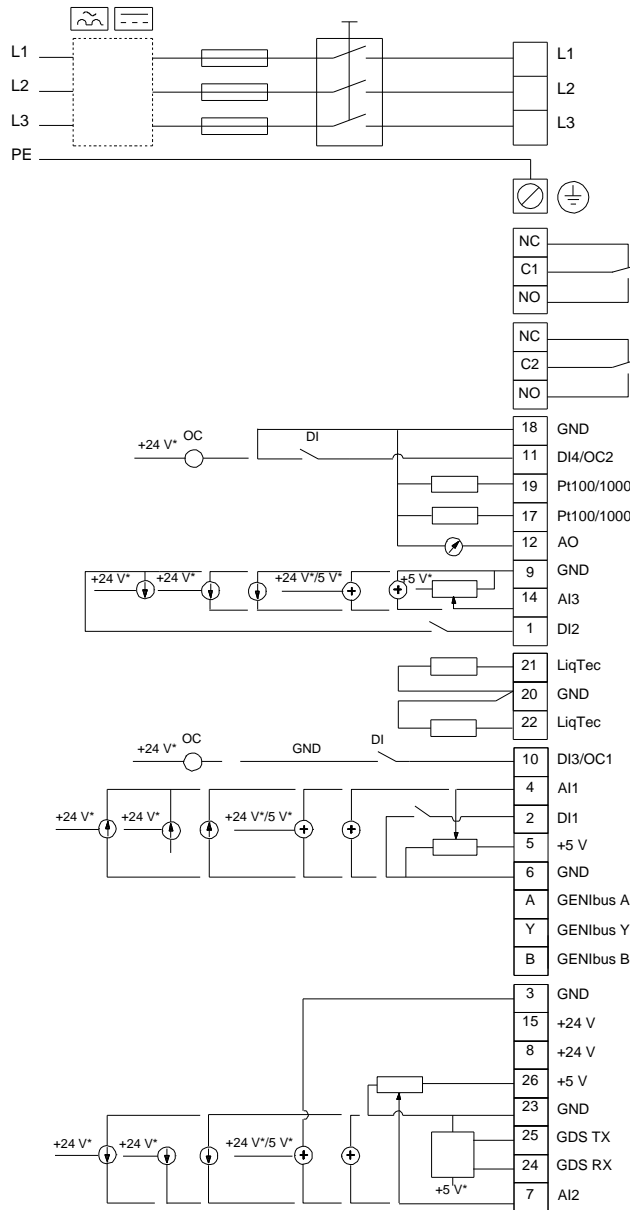 L1 L1
L2 L2
L3 L3
PE
NC
C1
NO
NC
C2
NO
18 GND
+24 V* OC DI 11 DI4/OC2
19 Pt100/1000
17 Pt100/1000
12 AO
9 GND
+24 V* +24 V* +24 V*/5 V* +5 V*
14 AI3
1 DI2
21 LiqTec
20 GND
22 LiqTec
+24 V* OC GND DI 10 DI3/OC1
4 AI1
+24 V* +24 V* +24 V*/5 V* 2 DI1
5 +5 V
6 GND
A GENIbus A
Y GENIbus Y
B GENIbus B
3 GND
15 +24 V
8 +24 V
26 +5 V
23 GND
25 GDS TX
+24 V* +24 V* +24 V*/5 V*
24 GDS RX
+5 V*
7 AI2